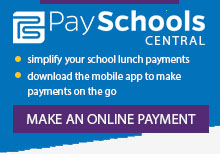 PaySchools
CENTRAL
simplify your school lunch payments
download the mobile app to make
payments on the go
MAKE AN ONLINE PAYMENT